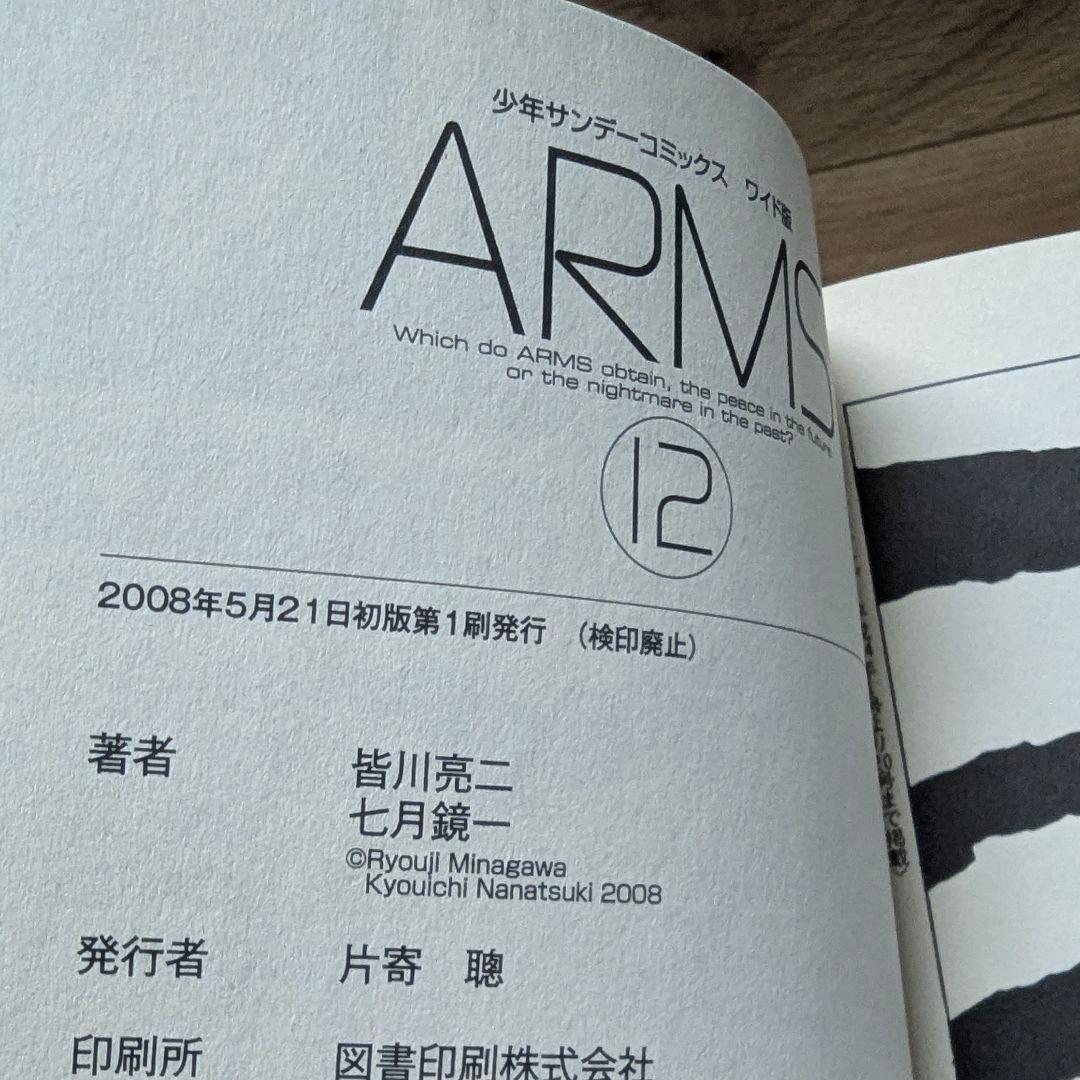 少年サンデーコミックス ワイド版
ARMS
Which do ARMS obtain, the peace in the future,
or the nightmare in the past?
12
2008年5月21日初版第1刷発行 （検印廃止）
著者 皆川亮二
七月鏡一
©Ryouji Minagawa
Kyouichi Nanatsuki 2008
発行者 片寄 聰
印刷所 図書印刷株式会社